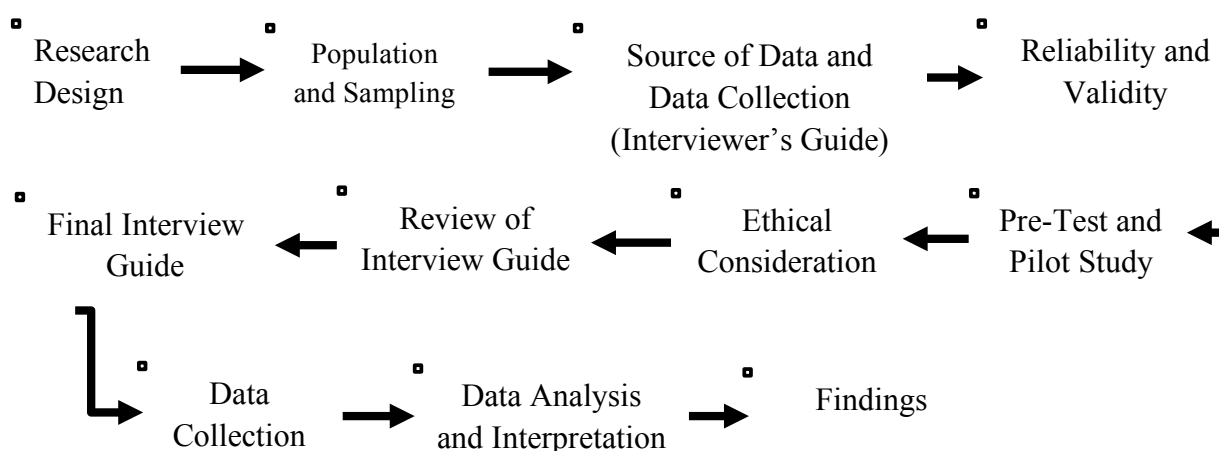 Research
Design
Population
and Sampling
Source of Data and
Data Collection
(Interviewer’s Guide)
Reliability and
Validity
Pre-Test and
Pilot Study
Ethical
Consideration
Review of
Interview Guide
Final Interview
Guide
Data
Collection
Data Analysis
and Interpretation
Findings